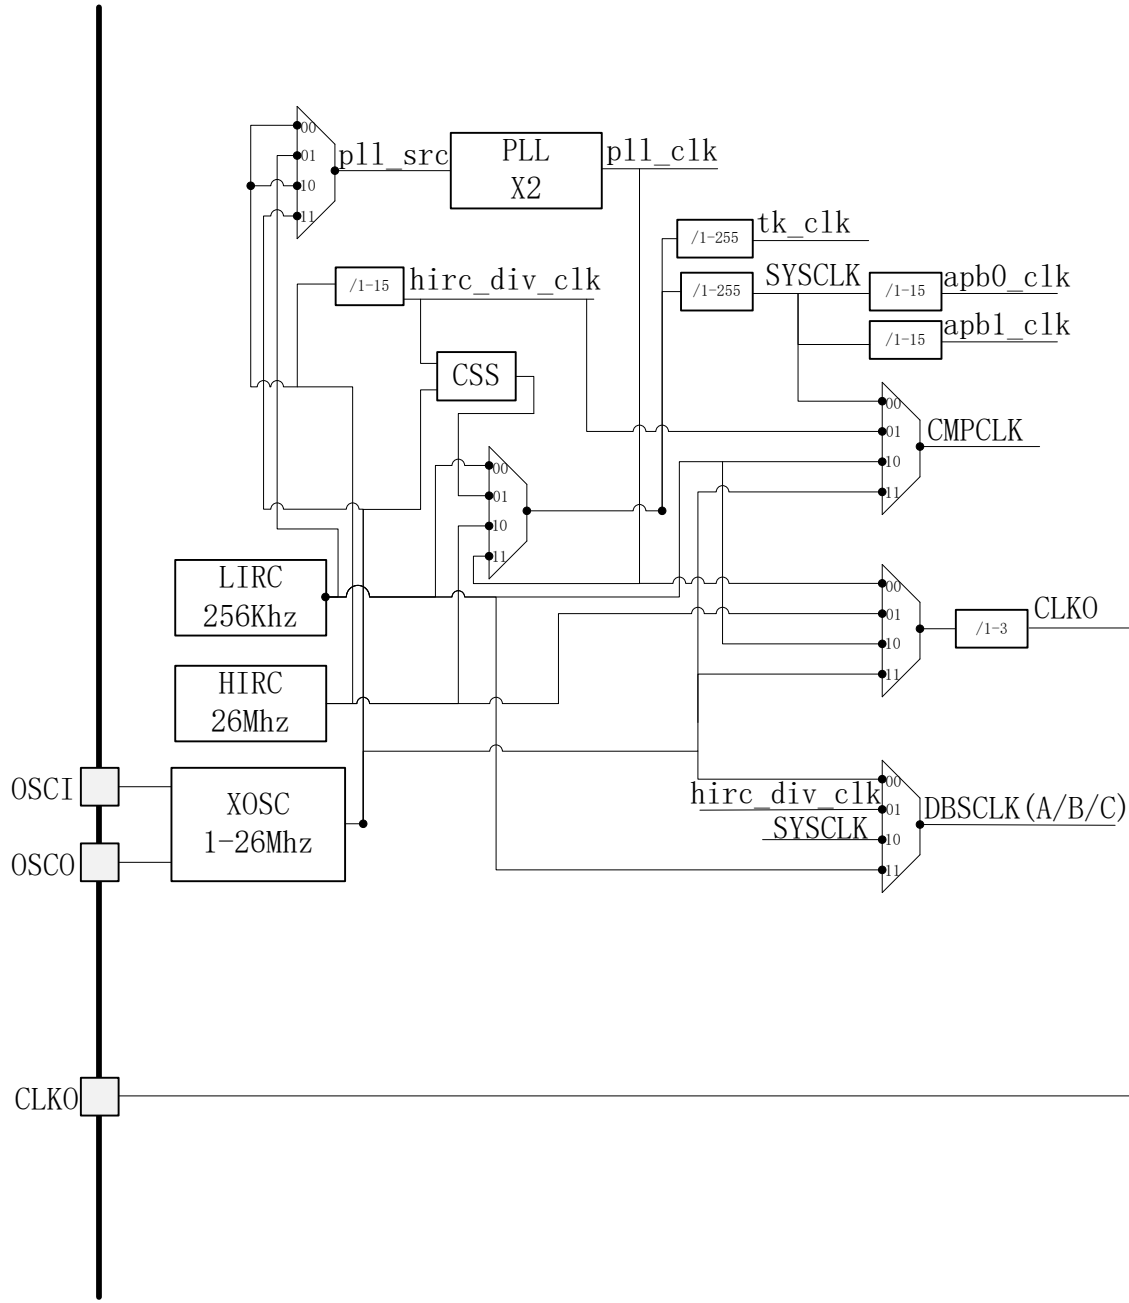 00
01
10
11
pll_src
PLL
X2
pll_clk
/1-255
tk_clk
/1-15
hirc_div_clk
/1-255
SYSCLK
/1-15
apb0_clk
/1-15
apb1_clk
CSS
00
01
10
11
CMPCLK
00
01
10
11
LIRC
256Khz
00
01
10
11
/1-3
CLKO
HIRC
26Mhz
OSCI
XOSC
1-26Mhz
OSCO
hirc_div_clk
SYSCLK
00
01
10
11
DBSCLK(A/B/C)
CLKO